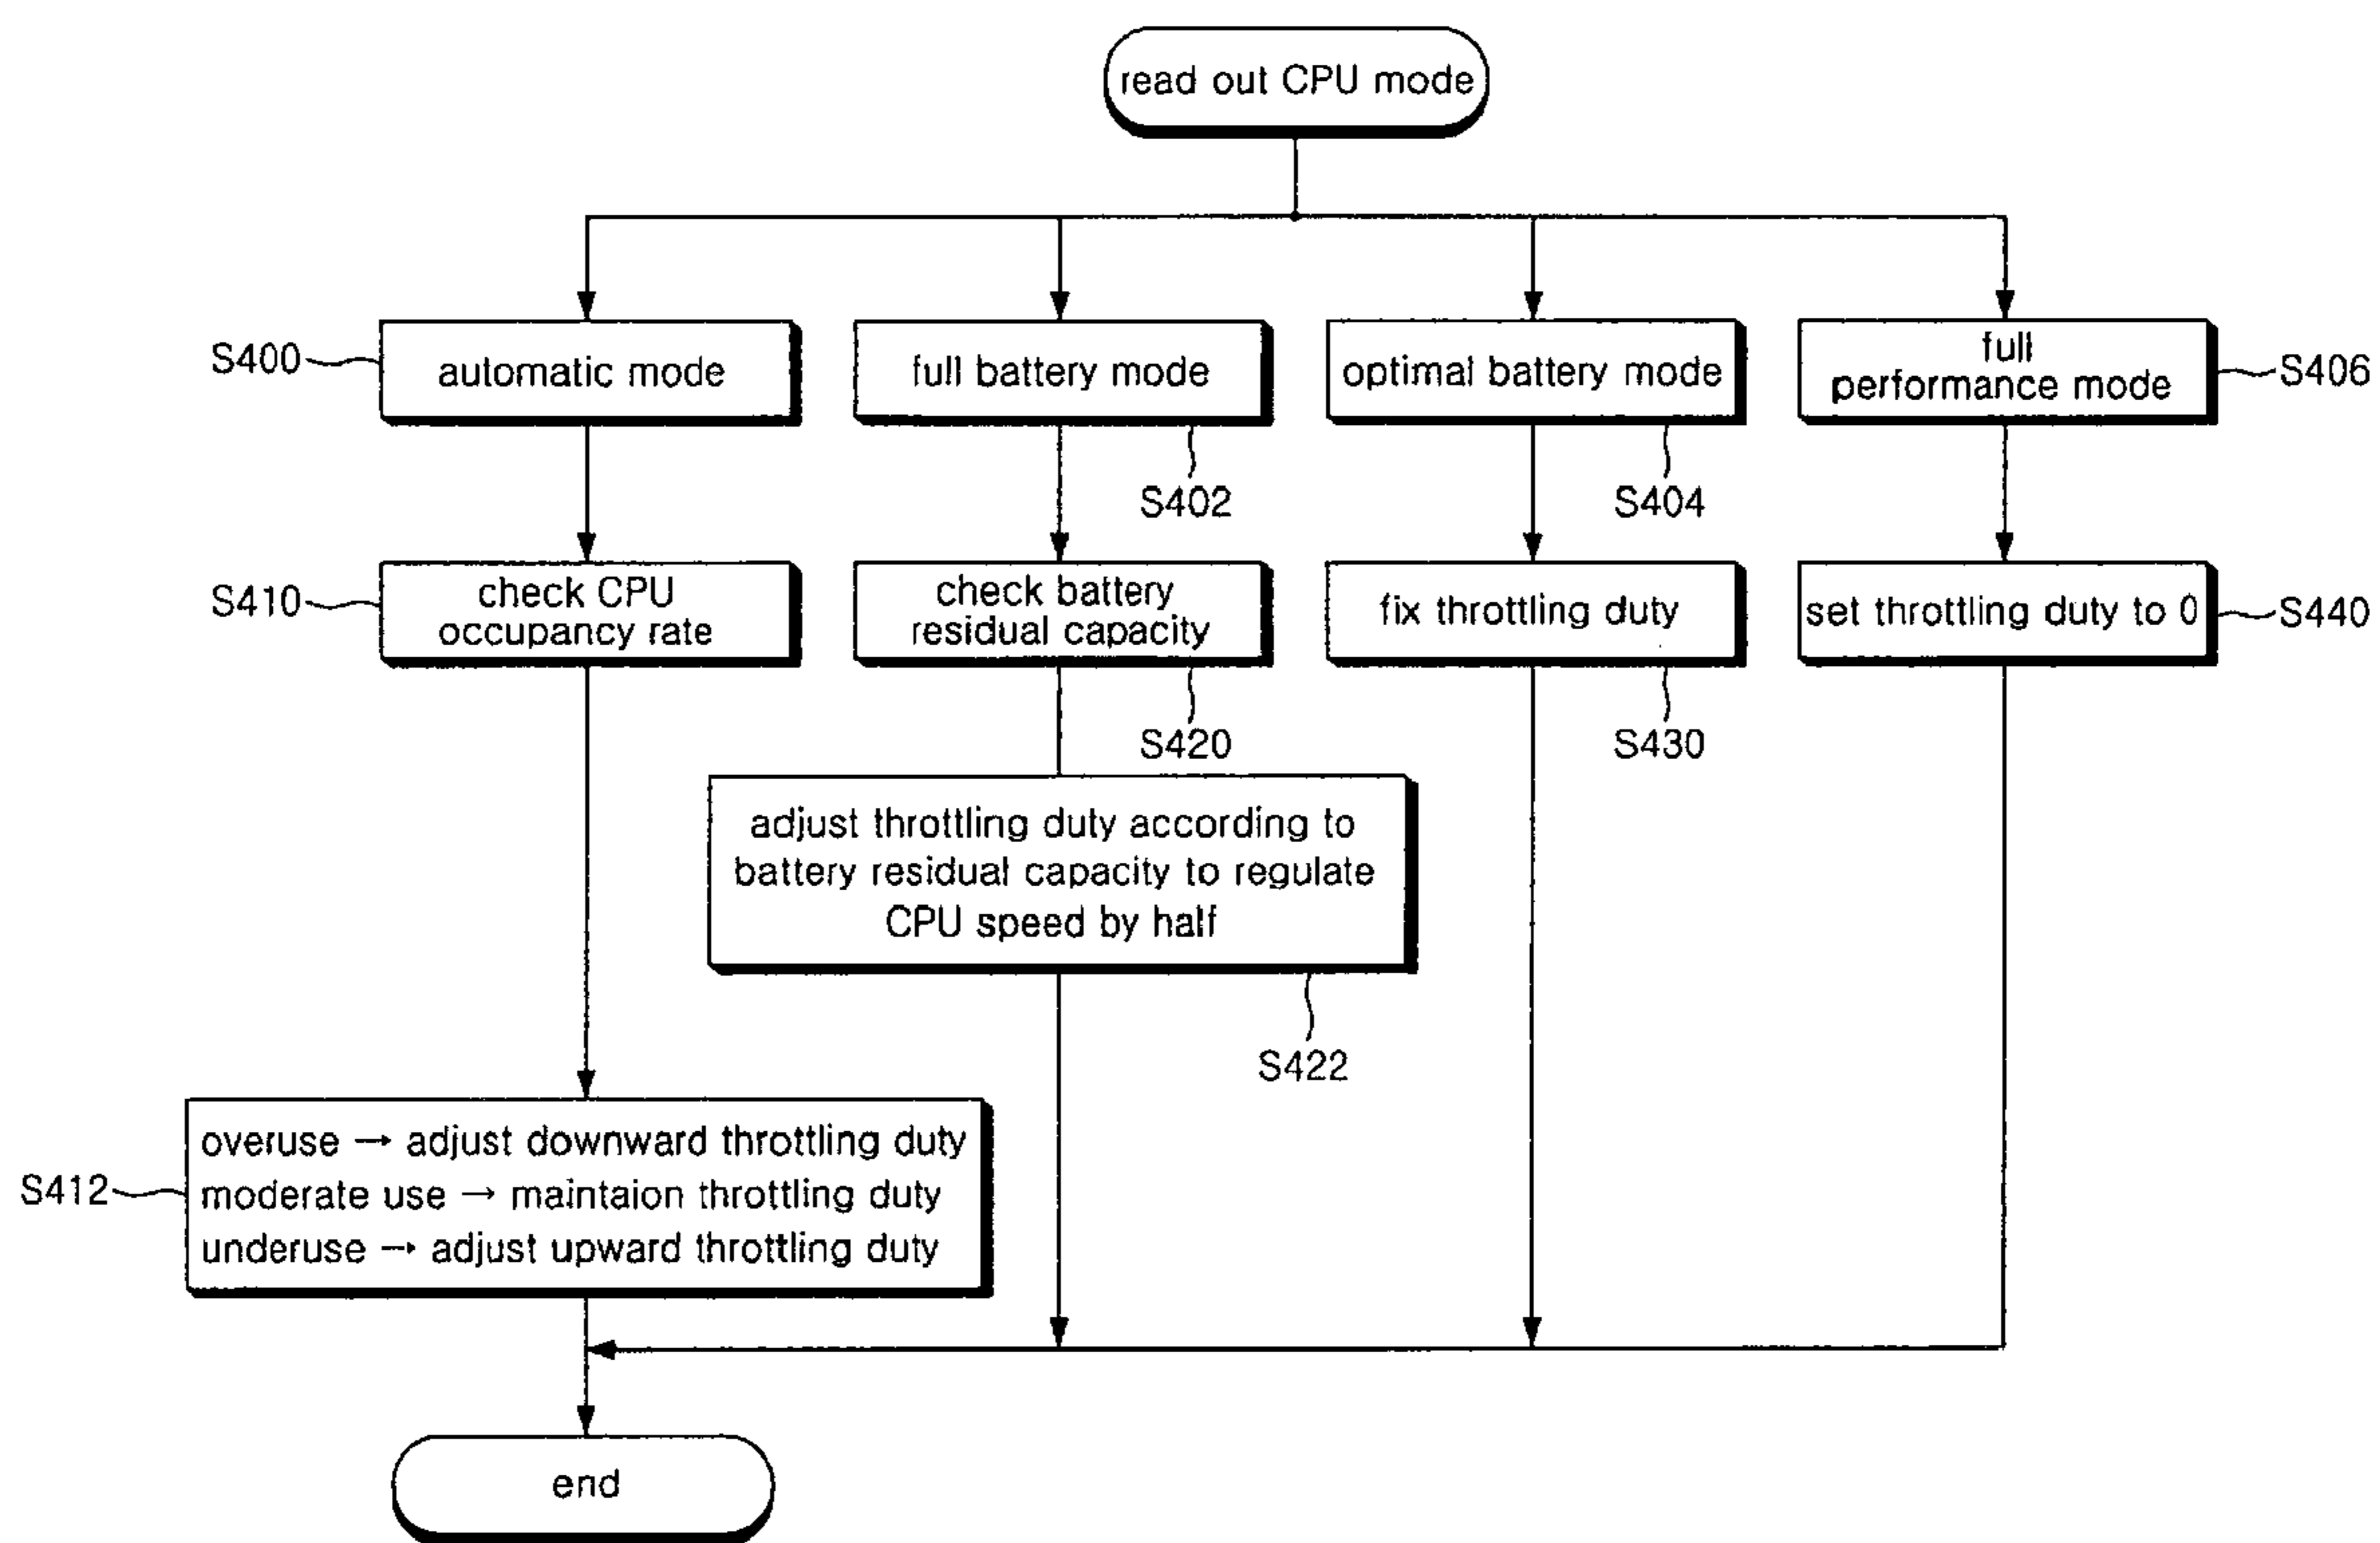 read out CPU mode
S400
automatic mode
full battery mode
optimal battery mode
full
performance mode
S406
S402
S404
S410
check CPU
occupancy rate
check battery
residual capacity
fix throttling duty
set throttling duty to 0
S440
S420
S430
adjust throttling duty according to
battery residual capacity to regulate
CPU speed by half
S422
S412
overuse → adjust downward throttling duty
moderate use → maintaion throttling duty
underuse → adjust upward throttling duty
end